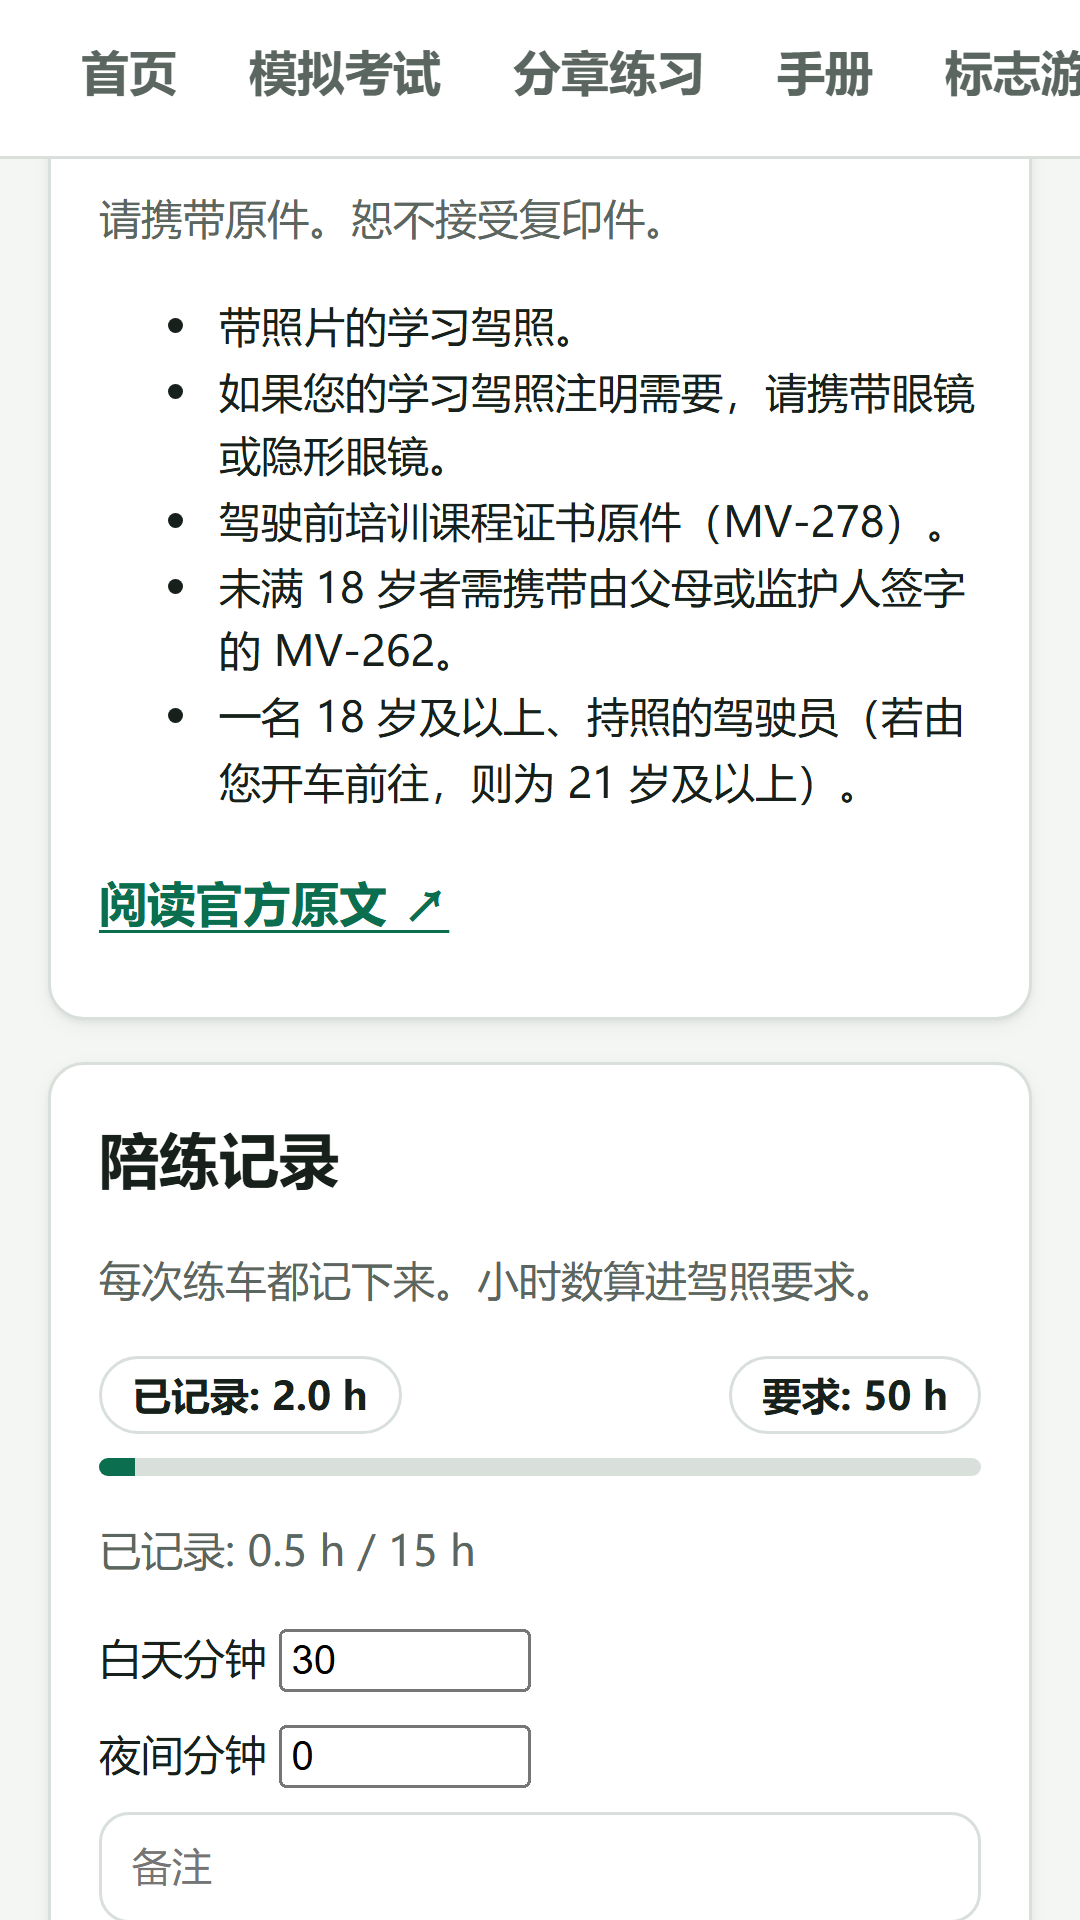 首页 模拟考试 分章练习 手册 标志游
请携带原件。恕不接受复印件。
• 带照片的学习驾照。
• 如果您的学习驾照注明需要，请携带眼镜
或隐形眼镜。
• 驾驶前培训课程证书原件（MV-278）。
• 未满 18 岁者需携带由父母或监护人签字
的 MV-262。
• 一名 18 岁及以上、持照的驾驶员（若由
您开车前往，则为 21 岁及以上）。
阅读官方原文 ↗
陪练记录
每次练车都记下来。小时数算进驾照要求。
已记录: 2.0 h 要求: 50 h
已记录: 0.5 h / 15 h
白天分钟 30
夜间分钟 0
备注